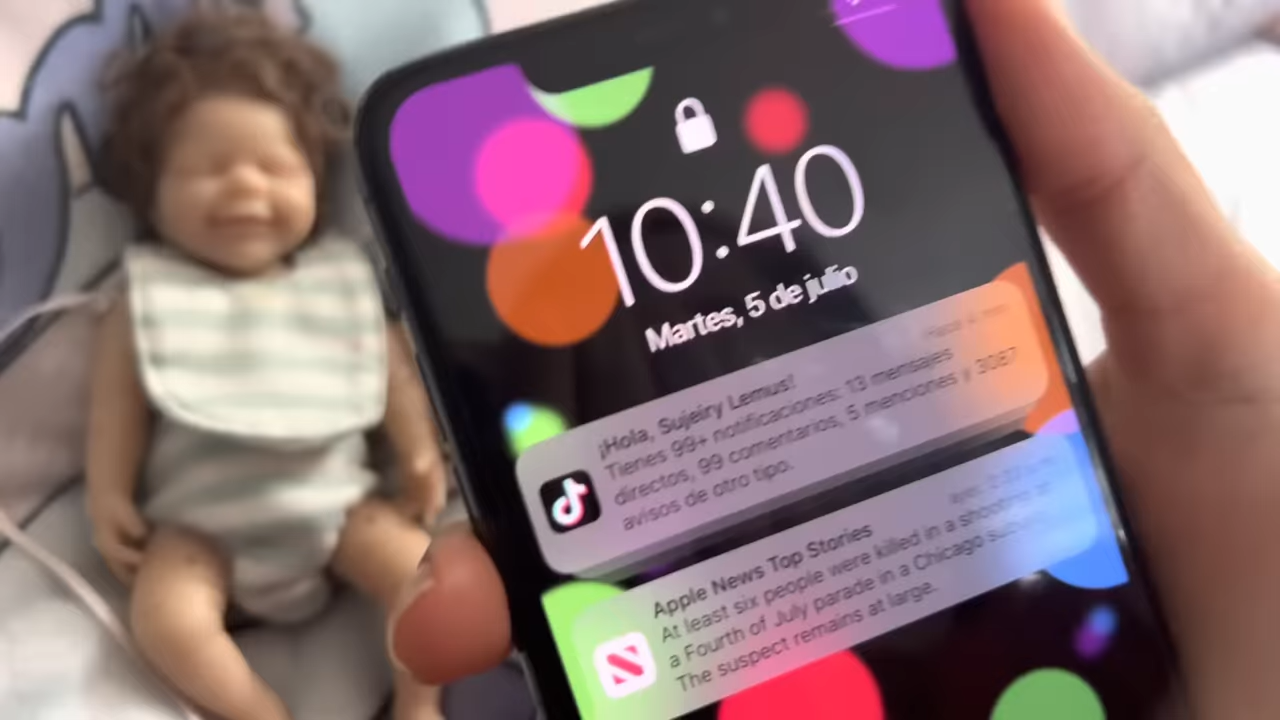 10:40
Martes, 5 de julio
¡Hola, Sujeiry Lemus!
Tienes 99+ notificaciones: 13 mensajes
directos, 99 comentarios, 5 menciones y 3087
avisos de otro tipo.
Apple News Top Stories
At least six people were killed in a shooting at
a Fourth of July parade in a Chicago
The suspect remains at large.